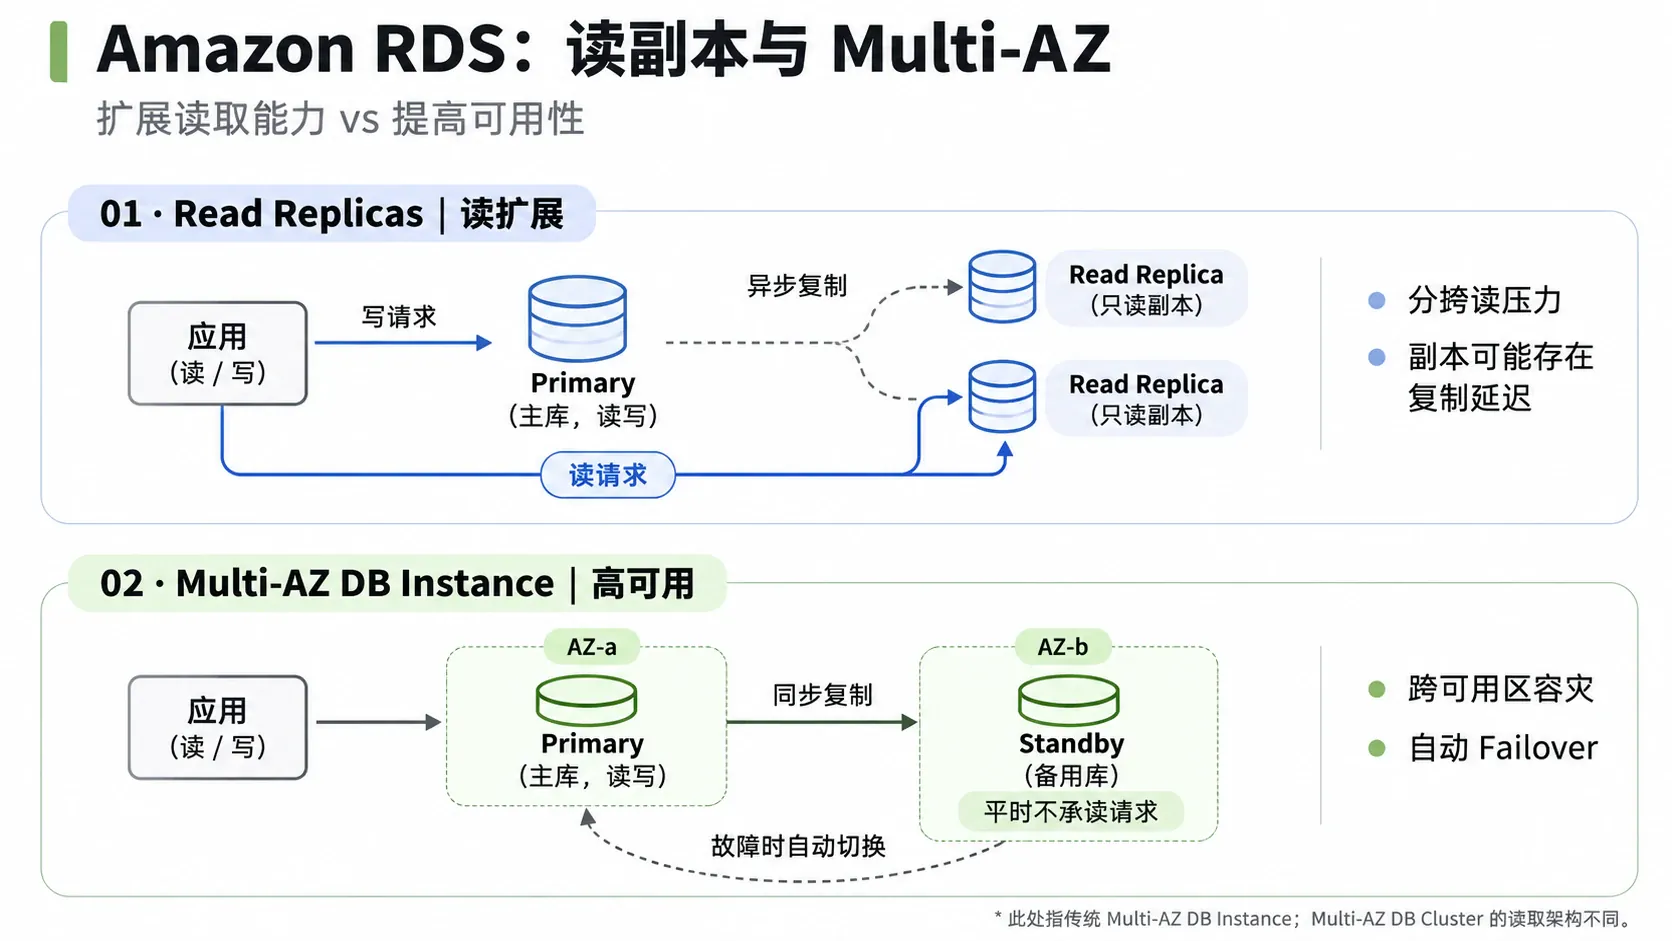 Amazon RDS：读副本与 Multi-AZ
扩展读取能力 vs 提高可用性
01 · Read Replicas | 读扩展
应用
（读 / 写）
写请求
Primary
（主库，读写）
异步复制
Read Replica
（只读副本）
Read Replica
（只读副本）
读请求
分挎读压力
副本可能存在
复制延迟
02 · Multi-AZ DB Instance | 高可用
应用
（读 / 写）
AZ-a
Primary
（主库，读写）
同步复制
AZ-b
Standby
（备用库）
平时不承读请求
故障时自动切换
跨可用区容灾
自动 Failover
* 此处指传统 Multi-AZ DB Instance；Multi-AZ DB Cluster 的读取架构不同。